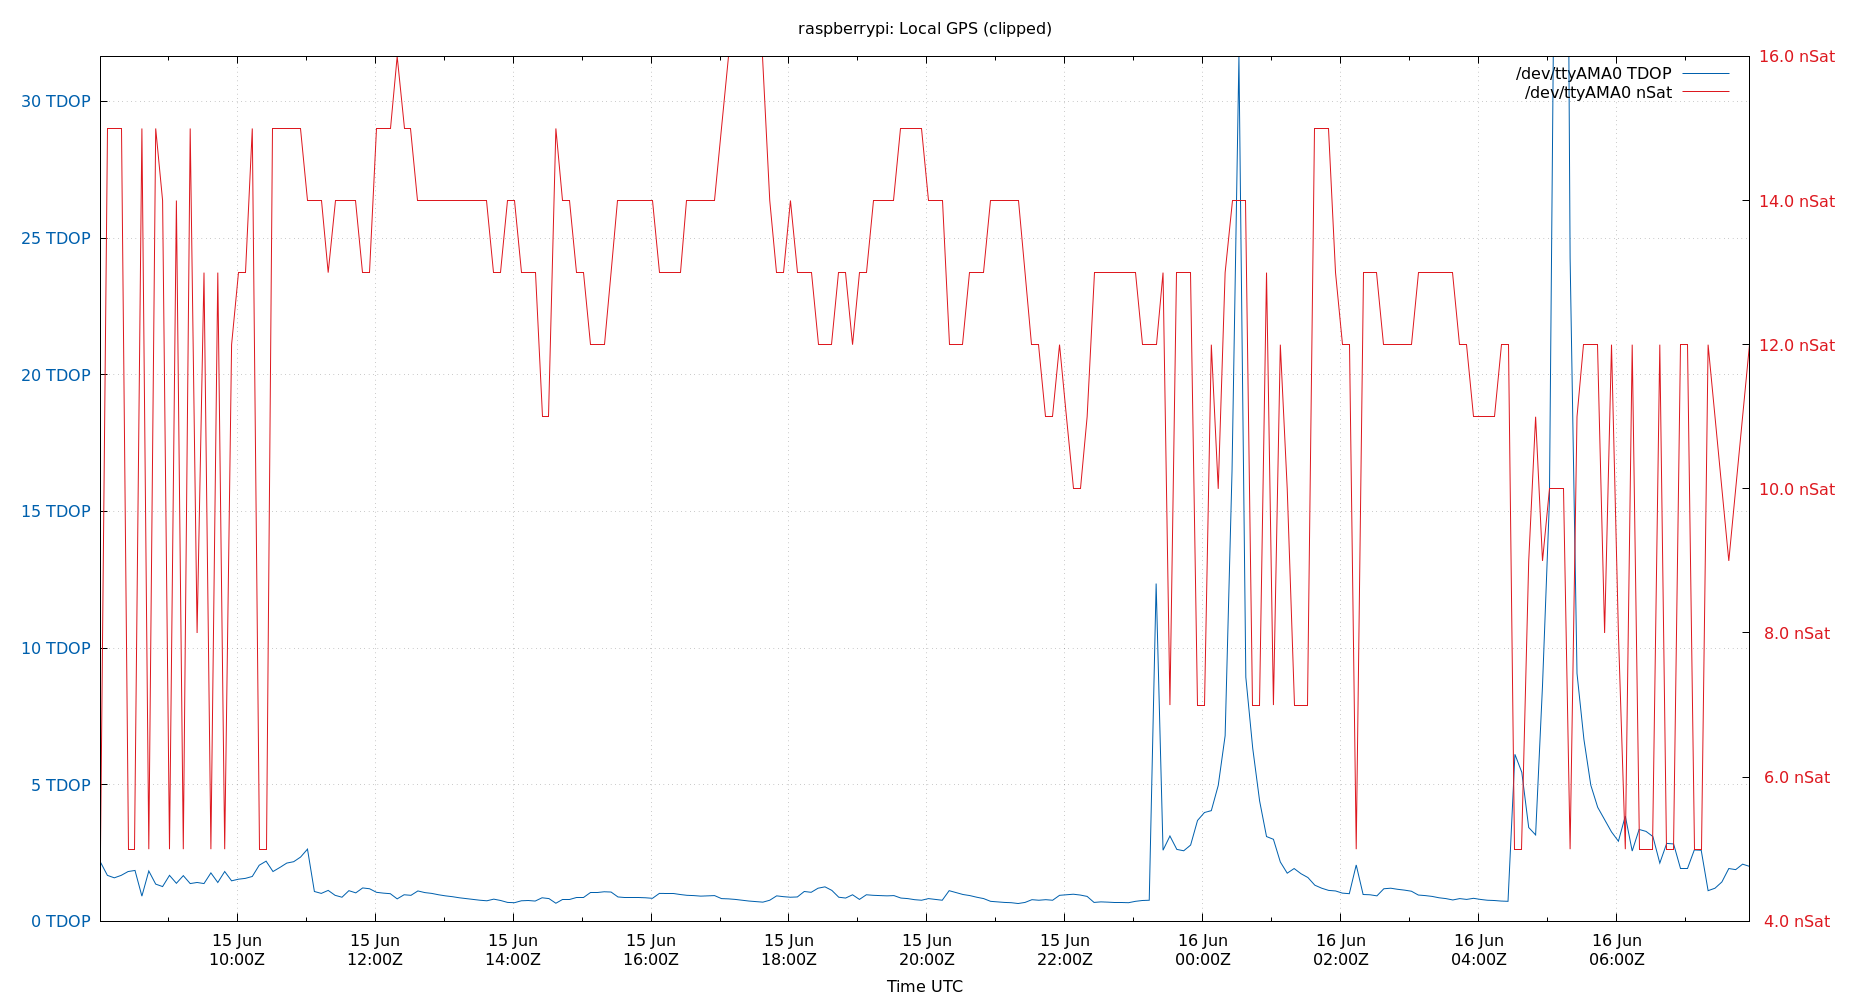 raspberrypi: Local GPS (clipped)
16.0 nSat
/dev/ttyAMA0 TDOP
/dev/ttyAMA0 nSat
30 TDOP
14.0 nSat
25 TDOP
12.0 nSat
20 TDOP
10.0 nSat
15 TDOP
8.0 nSat
10 TDOP
6.0 nSat
5 TDOP
0 TDOP
4.0 nSat
15 Jun 15 Jun 15 Jun 15 Jun 15 Jun 15 Jun 15 Jun 16 Jun 16 Jun 16 Jun 16 Jun
10:00Z 12:00Z 14:00Z 16:00Z 18:00Z 20:00Z 22:00Z 00:00Z 02:00Z 04:00Z 06:00Z
Time UTC